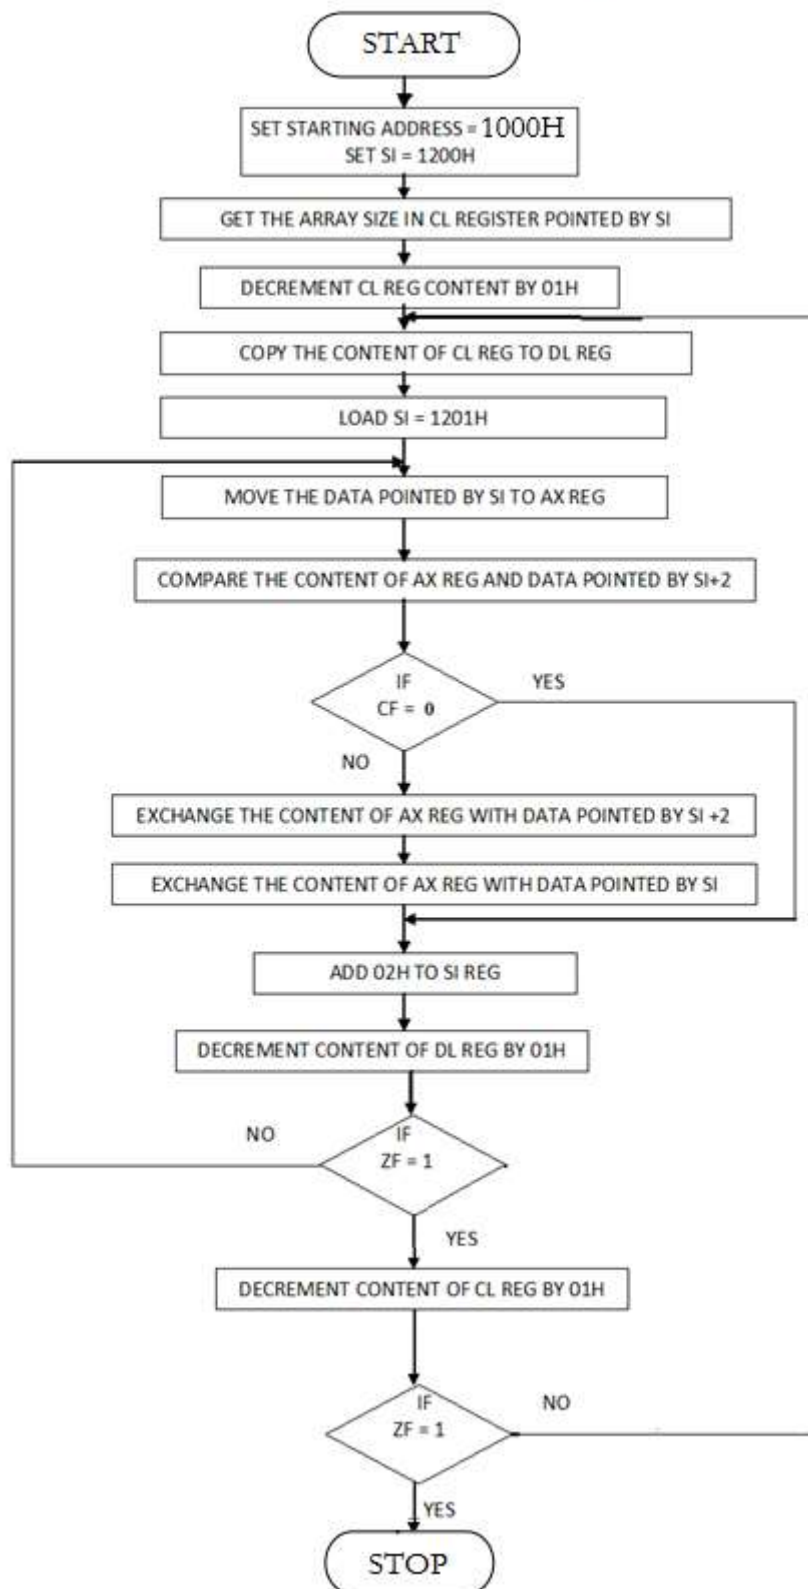 START
SET STARTING ADDRESS = 1000H
SET SI = 1200H
GET THE ARRAY SIZE IN CL REGISTER POINTED BY SI
DECREMENT CL REG CONTENT BY 01H
COPY THE CONTENT OF CL REG TO DL REG
LOAD SI = 1201H
MOVE THE DATA POINTED BY SI TO AX REG
COMPARE THE CONTENT OF AX REG AND DATA POINTED BY SI+2
IF
CF = 0
YES
NO
EXCHANGE THE CONTENT OF AX REG WITH DATA POINTED BY SI +2
EXCHANGE THE CONTENT OF AX REG WITH DATA POINTED BY SI
ADD 02H TO SI REG
DECREMENT CONTENT OF DL REG BY 01H
NO
IF
ZF = 1
YES
DECREMENT CONTENT OF CL REG BY 01H
IF
ZF = 1
NO
YES
STOP